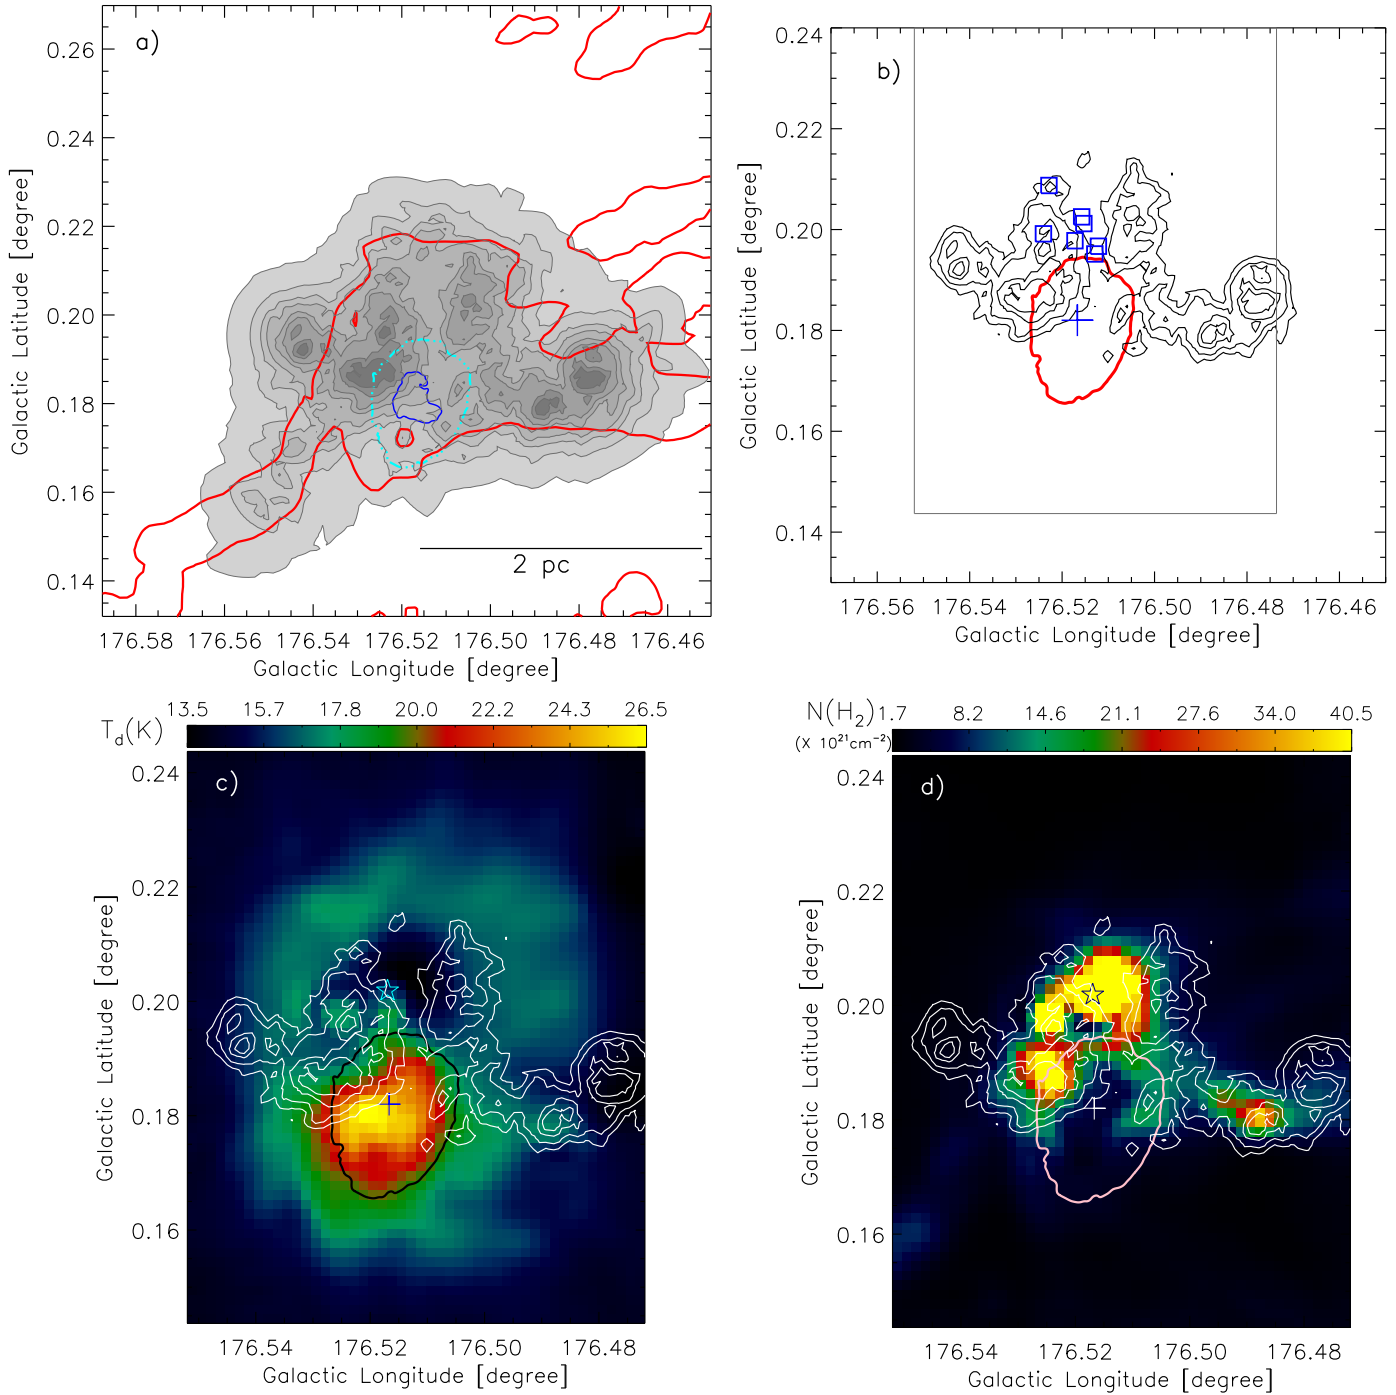 a)
0.26
0.24
0.22
0.20
0.18
0.16
0.14
Galactic Latitude [degree]
2 pc
176.58 176.56 176.54 176.52 176.50 176.48 176.46
Galactic Longitude [degree]
b)
0.24
0.22
0.20
0.18
0.16
0.14
Galactic Latitude [degree]
176.56 176.54 176.52 176.50 176.48 176.46
Galactic Longitude [degree]
T_d(K)
13.5 15.7 17.8 20.0 22.2 24.3 26.5
c)
0.24
0.22
0.20
0.18
0.16
Galactic Latitude [degree]
176.54 176.52 176.50 176.48
Galactic Longitude [degree]
N(H₂)
(X 10²¹cm⁻²)
1.7 8.2 14.6 21.1 27.6 34.0 40.5
d)
0.24
0.22
0.20
0.18
0.16
Galactic Latitude [degree]
176.54 176.52 176.50 176.48
Galactic Longitude [degree]